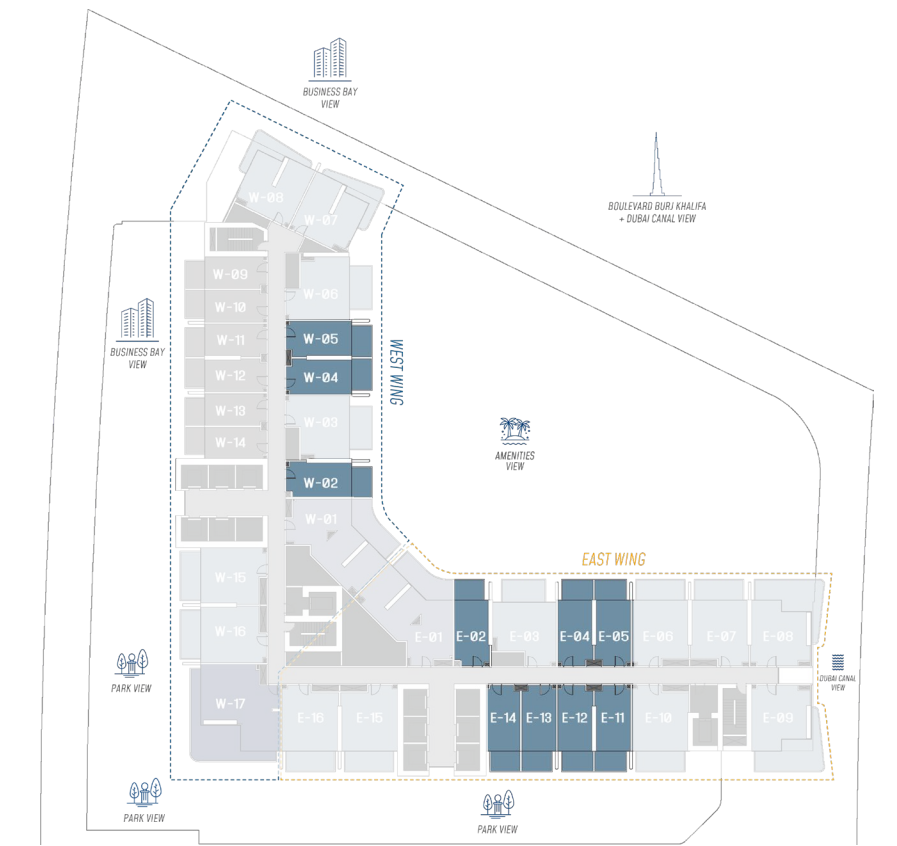 BUSINESS BAY
VIEW
BOULEVARD BURJ KHALIFA
+ DUBAI CANAL VIEW
W-08
W-07
W-09
W-06
W-10
W-11
W-05
BUSINESS BAY
VIEW
WEST WING
W-12
W-04
W-13
W-03
W-14
AMENITIES
VIEW
W-02
W-01
EAST WING
W-15
W-16
E-01
E-02
E-03
E-04
E-05
E-06
E-07
E-08
DUBAI CANAL
VIEW
PARK VIEW
W-17
E-16
E-15
E-14
E-13
E-12
E-11
E-10
E-09
PARK VIEW
PARK VIEW